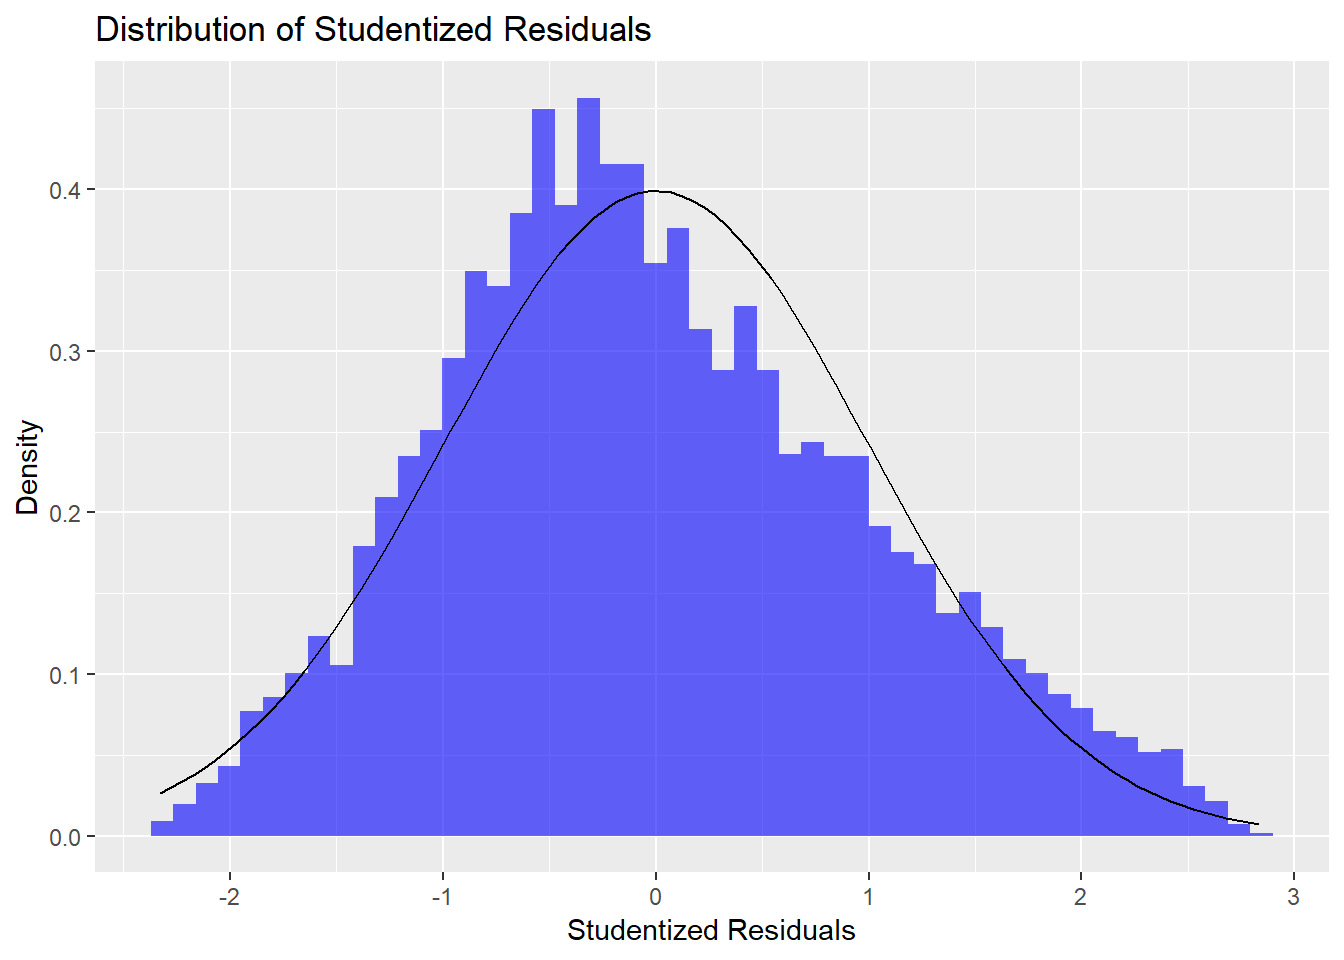 Distribution of Studentized Residuals
0.4
0.3
0.2
0.1
0.0
Density
-2 -1 0 1 2 3
Studentized Residuals